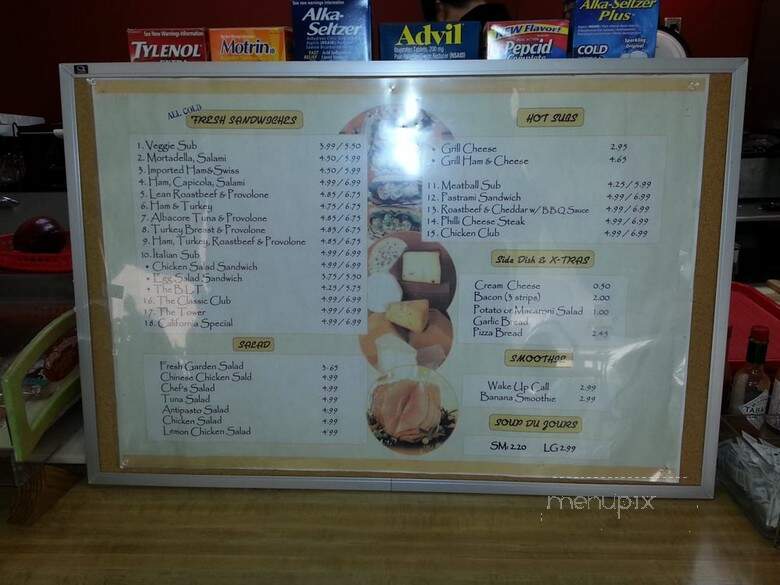 See New Warnings Information
TYLENOL
Motrin
Alka-Seltzer
Advil
NEW Flavor!
Pepcid
Complete
Alka-Seltzer
Plus
COLD
Sparkling
Original
ALL COLD
FRESH SANDWICHES
1. Veggie Sub 3.99 / 5.50
2. Mortadella, Salami 4.50 / 5.99
3. Imported Ham&Swiss 4.50 / 5.99
4. Ham, Capicola, Salami 4.99 / 6.99
5. Lean Roastbeef & Provolone 4.85 / 6.75
6. Ham & Turkey 4.75 / 6.75
7. Albacore Tuna & Provolone 4.85 / 6.75
8. Turkey Breast & Provolone 4.85 / 6.75
9. Ham, Turkey, Roastbeef & Provolone 4.85 / 6.75
10. Italian Sub 4.99 / 6.99
• Chicken Salad Sandwich 4.99 / 6.99
• Egg Salad Sandwich 3.75 / 5.50
• The B.L.T 4.25 / 5.75
16. The Classic Club 4.99 / 6.99
17. The Tower 4.99 / 6.99
18. California Special 4.99 / 6.99
SALAD
Fresh Garden Salad 3.65
Chinese Chicken Sald 4.99
Chef's Salad 4.99
Tuna Salad 4.99
Antipasto Salad 4.99
Chicken Salad 4.99
Lemon Chicken Salad 4.99
HOT SUBS
• Grill Cheese 2.95
• Grill Ham & Cheese 4.65
11. Meatball Sub 4.25 / 5.99
12. Pastrami Sandwich 4.99 / 6.99
13. Roastbeef & Cheddar w/ B.B.Q Sauce 4.99 / 6.99
14. Philli Cheese Steak 4.99 / 6.99
15. Chicken Club 4.99 / 6.99
Side Dish & X-TRAS
Cream Cheese 0.50
Bacon (3 strips) 2.00
Potato or Macaroni Salad 1.00
Garlic Bread
Pizza Bread 2.45
SMOOTHIE
Wake Up Call 2.99
Banana Smoothie 2.99
SOUP DU JOURS
SM: 2.20 LG 2.99
TABA
menupix